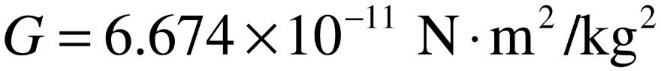 G = 6.674 × 10⁻¹¹ N · m² /kg²